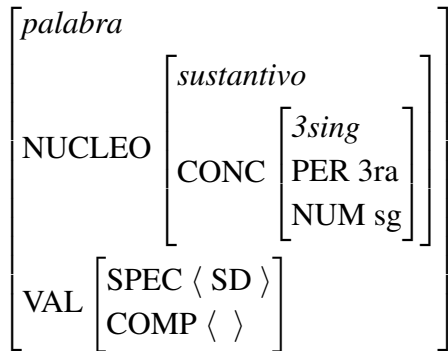 palabra
sustantivo
3sing
NUCLEO CONC PER 3ra
NUM sg
SPEC ⟨ SD ⟩
VAL
COMP ⟨ ⟩